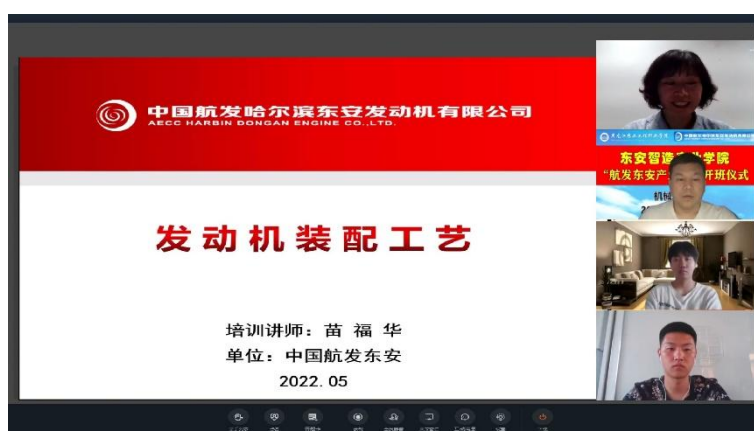 中国航发哈尔滨东安发动机有限公司
AECC HARBIN DONGAN ENGINE CO.,LTD.
发动机装配工艺
培训讲师：苗 福 华
单位：中国航发东安
2022.05
东安智造
学院
“航发东安产
开班仪式
机械